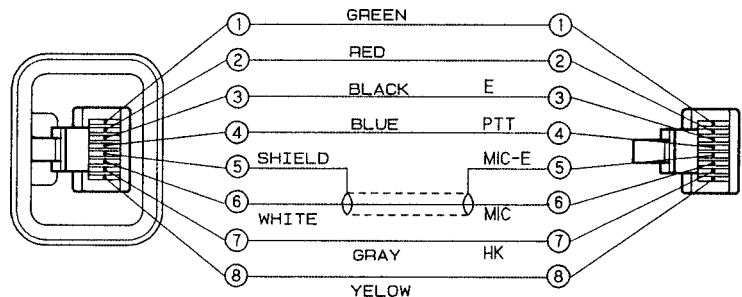 GREEN
1 1
RED
2 2
BLACK E
3 3
BLUE PTT
4 4
SHIELD MIC-E
5 5
6 6
WHITE MIC
7 7
GRAY HK
8 8
YELOW